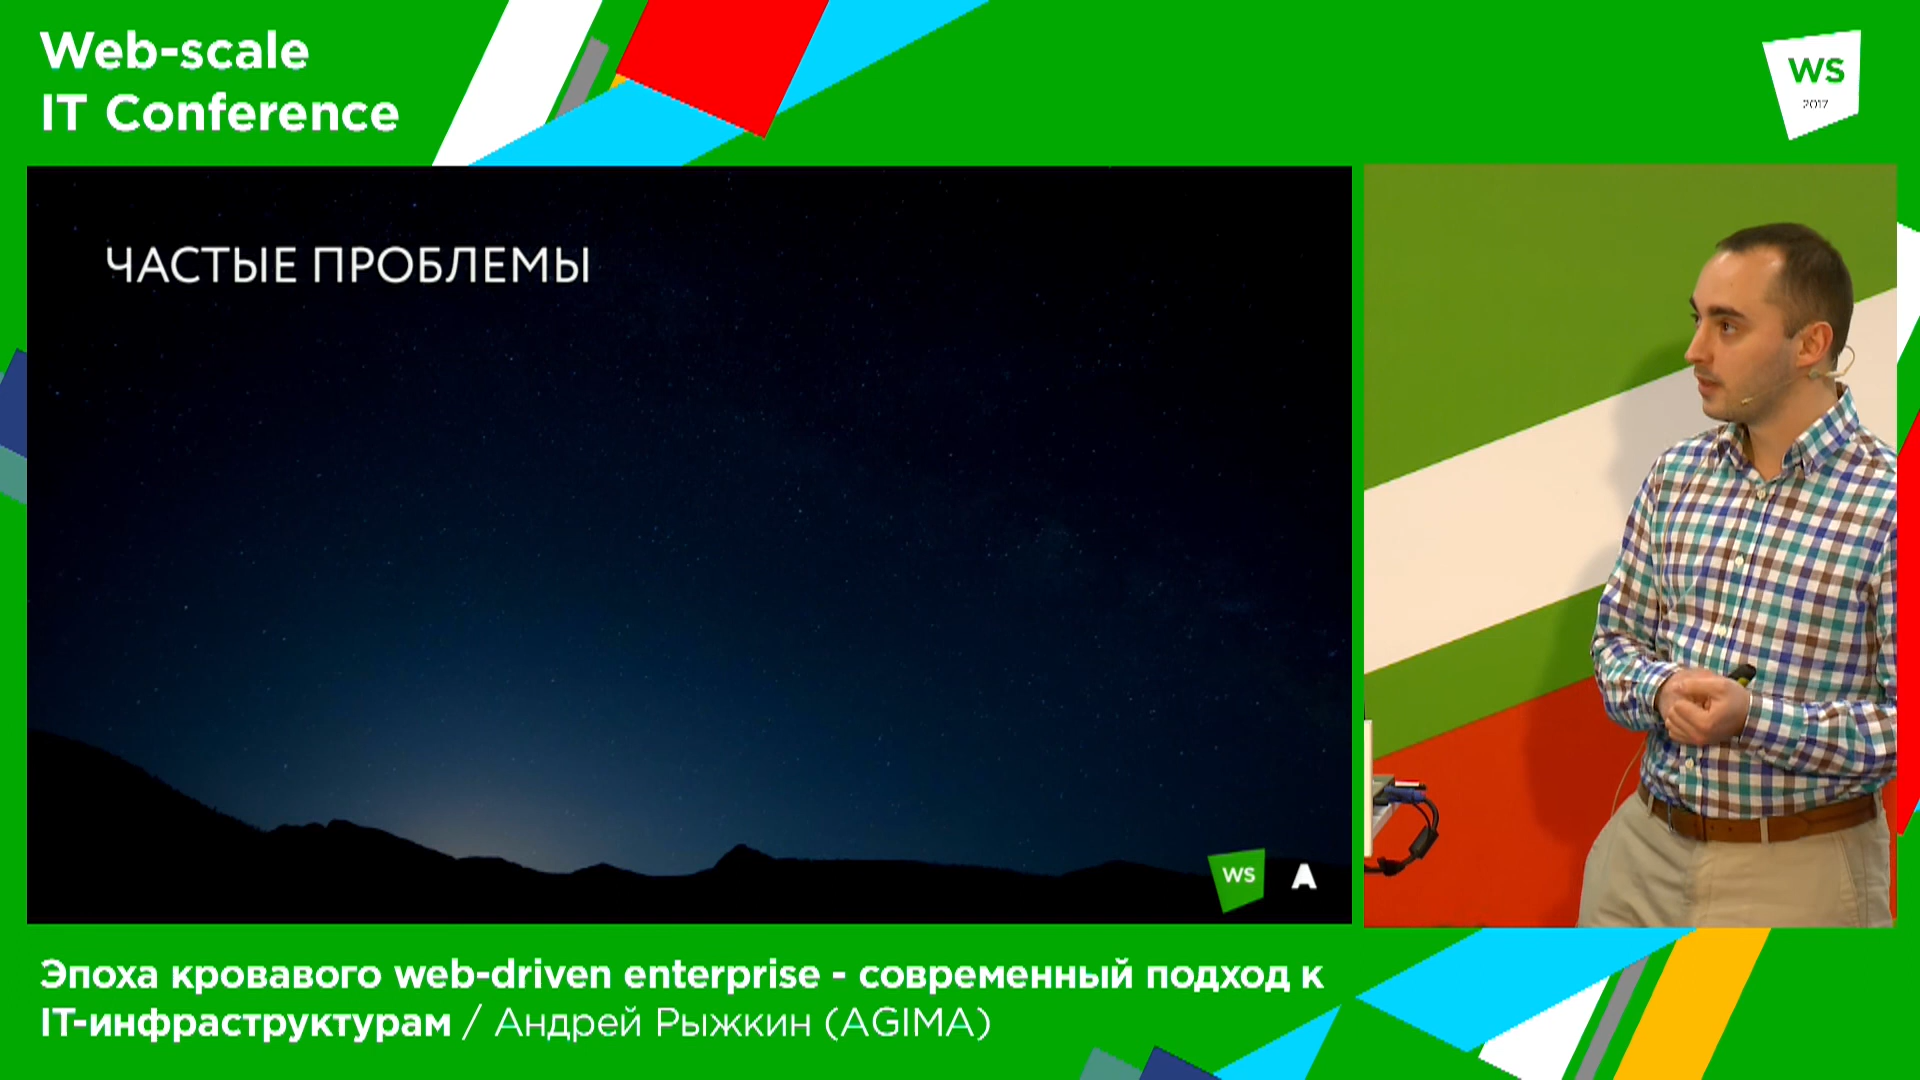 Web-scale
IT Conference
WS
2017
ЧАСТЫЕ ПРОБЛЕМЫ
WS
A
Эпоха кровавого web-driven enterprise - современный подход к
IT-инфраструктурам / Андрей Рыжкин (AGIMA)